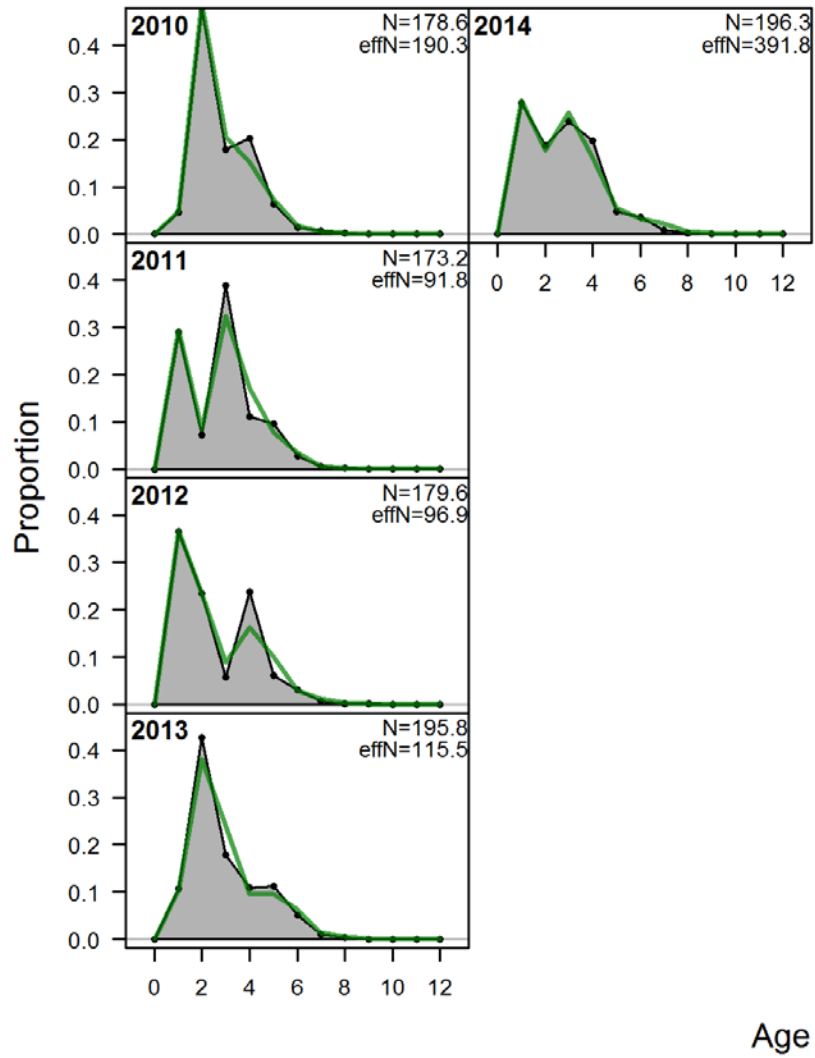 2010
N=178.6
effN=190.3
0.4
0.3
0.2
0.1
0.0
2014
N=196.3
effN=391.8
0 2 4 6 8 10 12
2011
N=173.2
effN=91.8
0.4
0.3
0.2
0.1
0.0
2012
N=179.6
effN=96.9
0.4
0.3
0.2
0.1
0.0
2013
N=195.8
effN=115.5
0.4
0.3
0.2
0.1
0.0
0 2 4 6 8 10 12
Proportion
Age